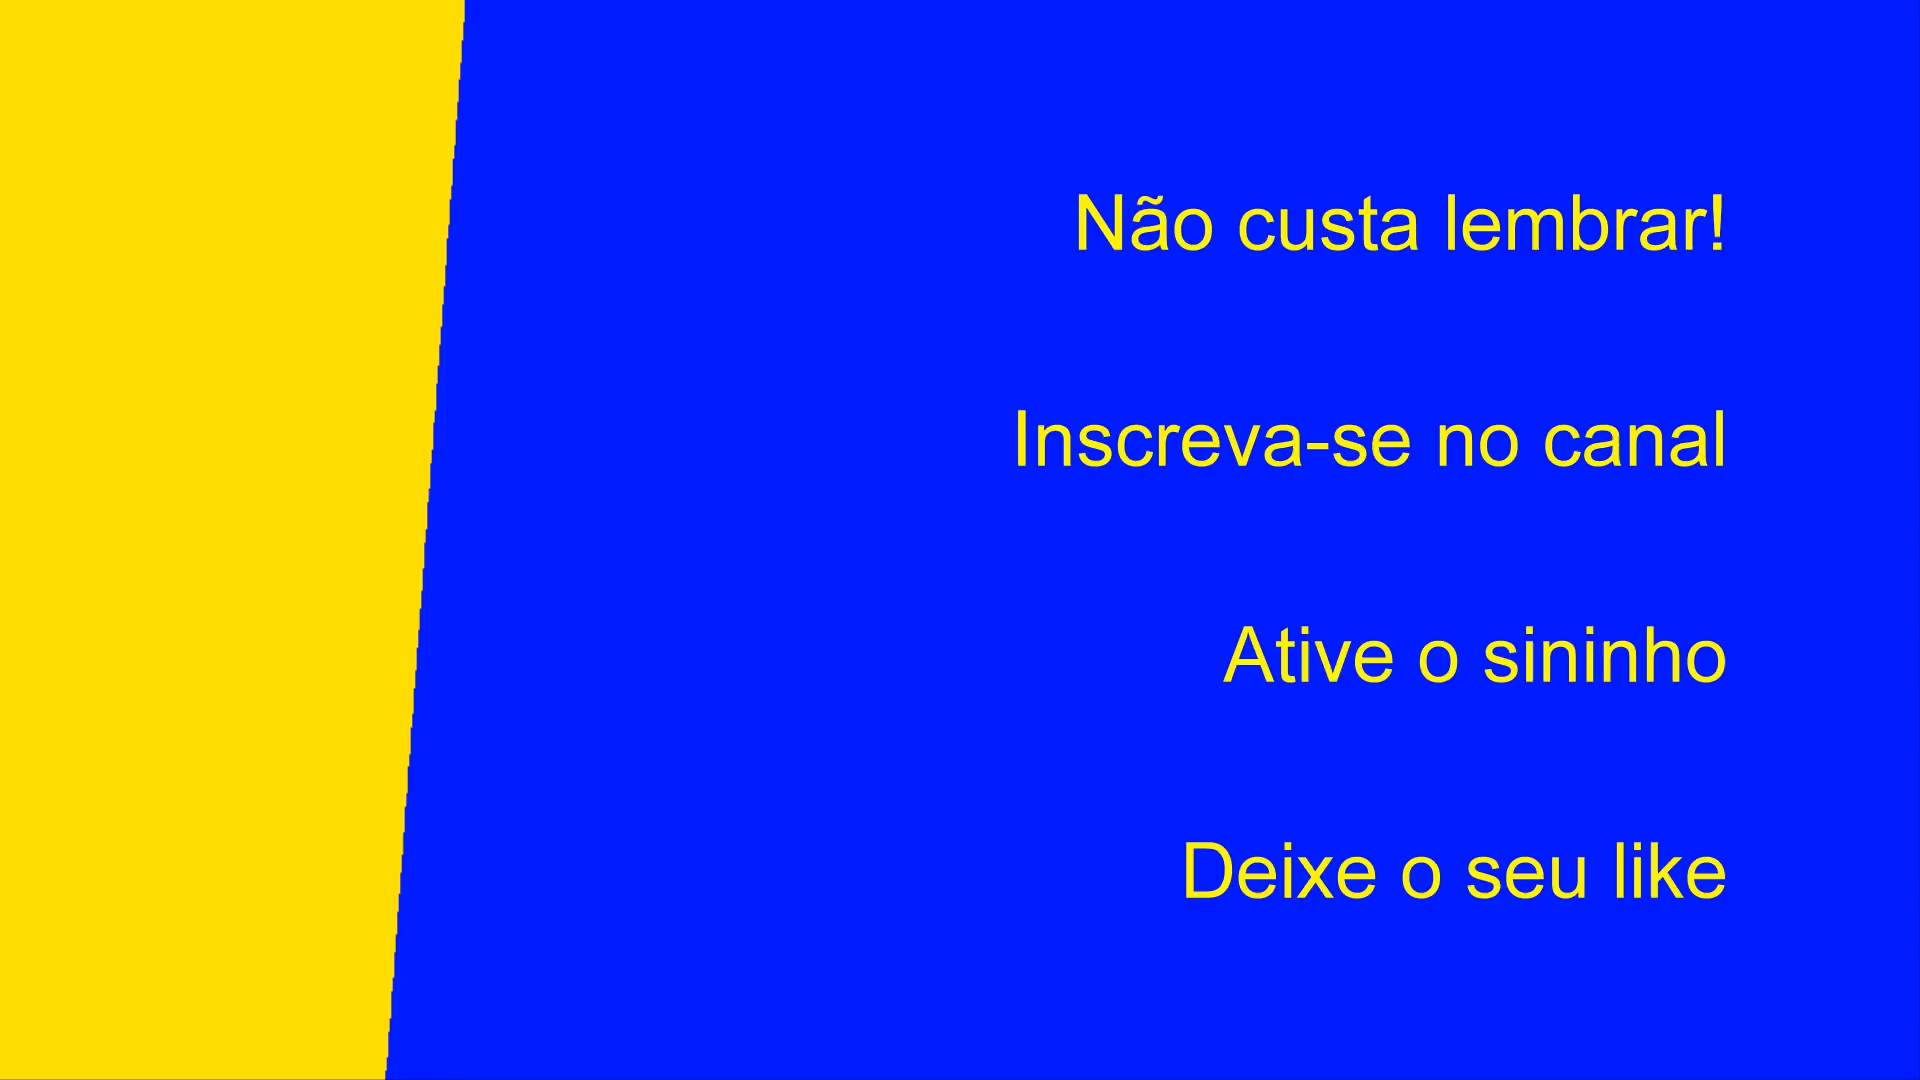 Não custa lembrar!
Inscreva-se no canal
Ative o sininho
Deixe o seu like